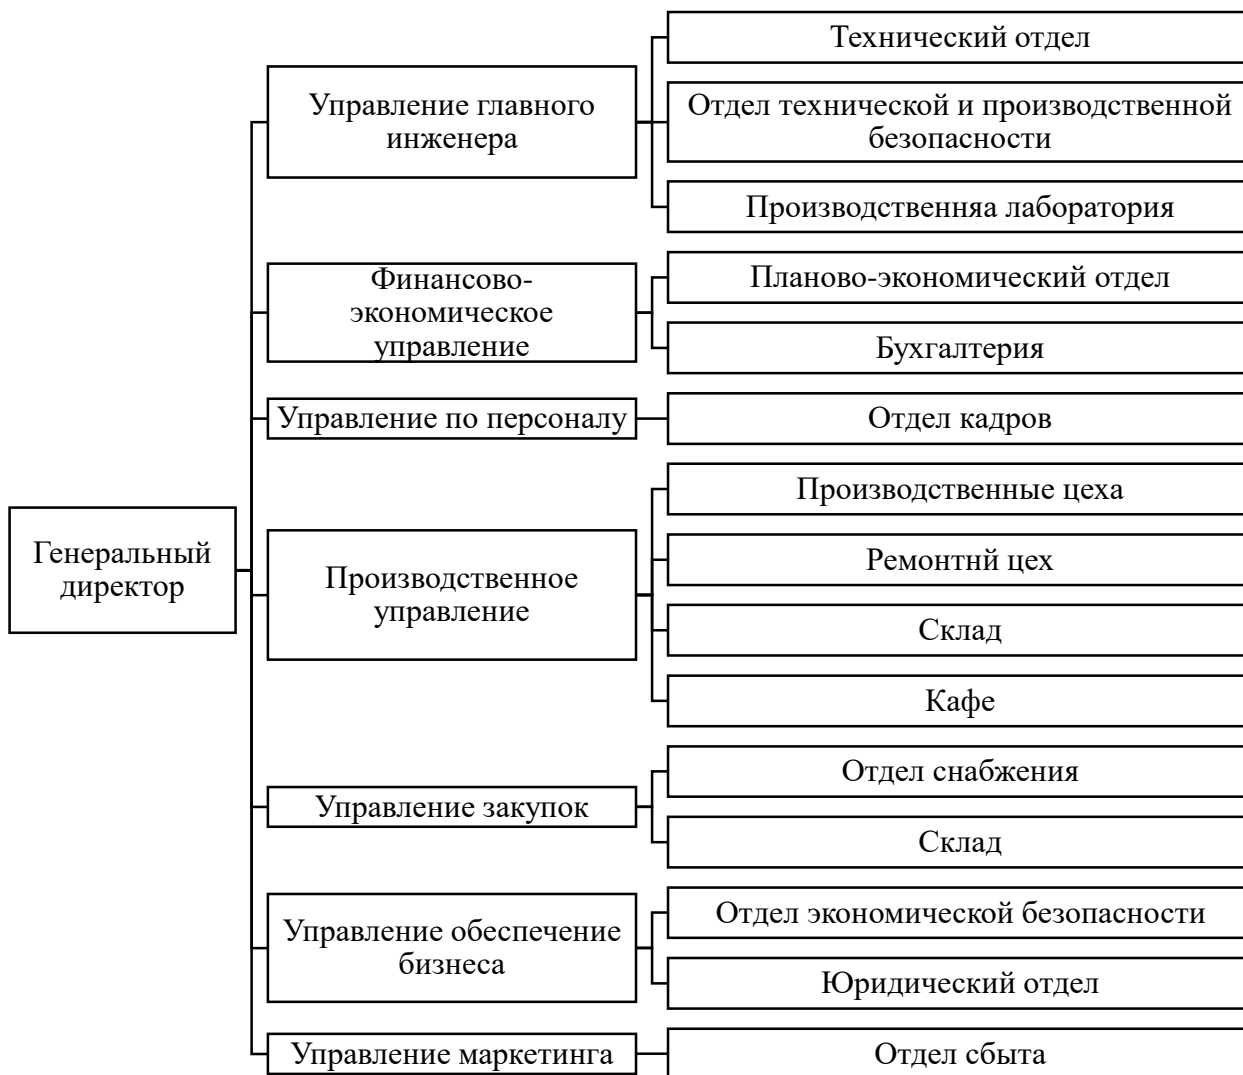 Генеральный
директор
Управление главного
инженера
Технический отдел
Отдел технической и производственной
безопасности
Производственняа лаборатория
Финансово-
экономическое
управление
Планово-экономический отдел
Бухгалтерия
Управление по персоналу
Отдел кадров
Производственное
управление
Производственные цеха
Ремонтнй цех
Склад
Кафе
Управление закупок
Отдел снабжения
Склад
Управление обеспечение
бизнеса
Отдел экономической безопасности
Юридический отдел
Управление маркетинга
Отдел сбыта